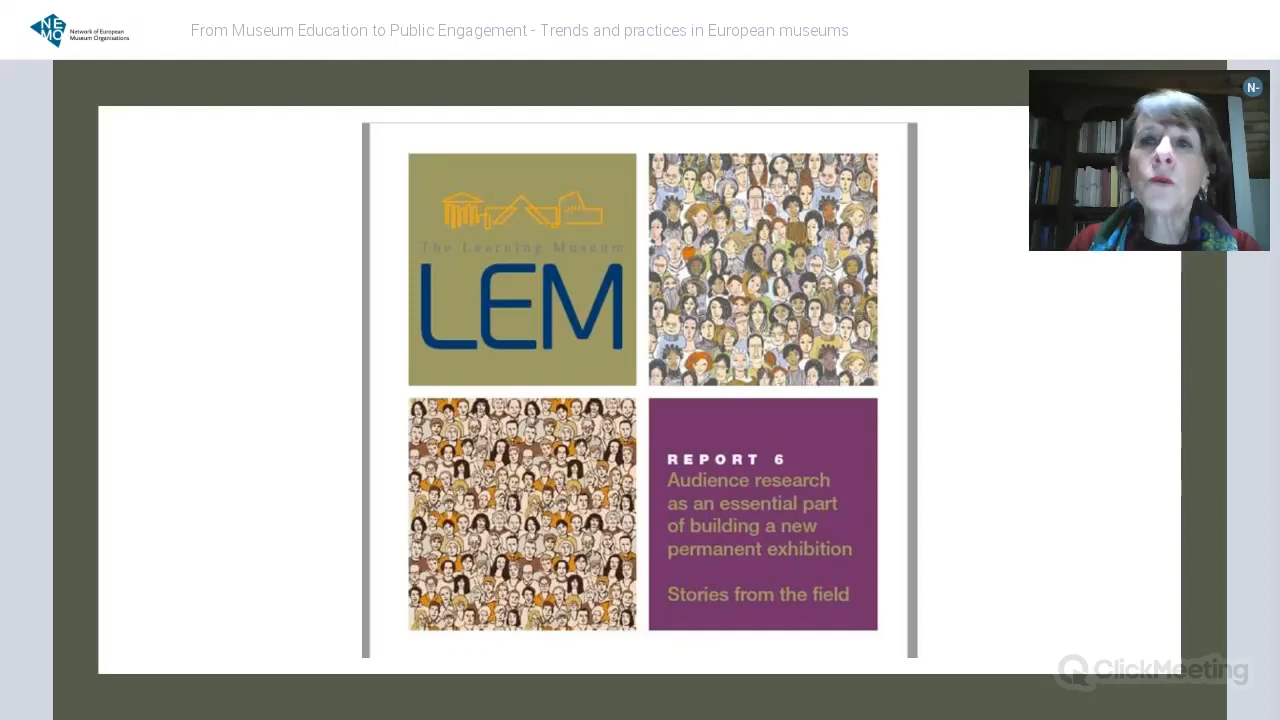 NE
MO
Network of European
Museum Organisations
From Museum Education to Public Engagement - Trends and practices in European museums
N-
The Learning Museum
LEM
REPORT 6
Audience research
as an essential part
of building a new
permanent exhibition
Stories from the field
ClickMeeting